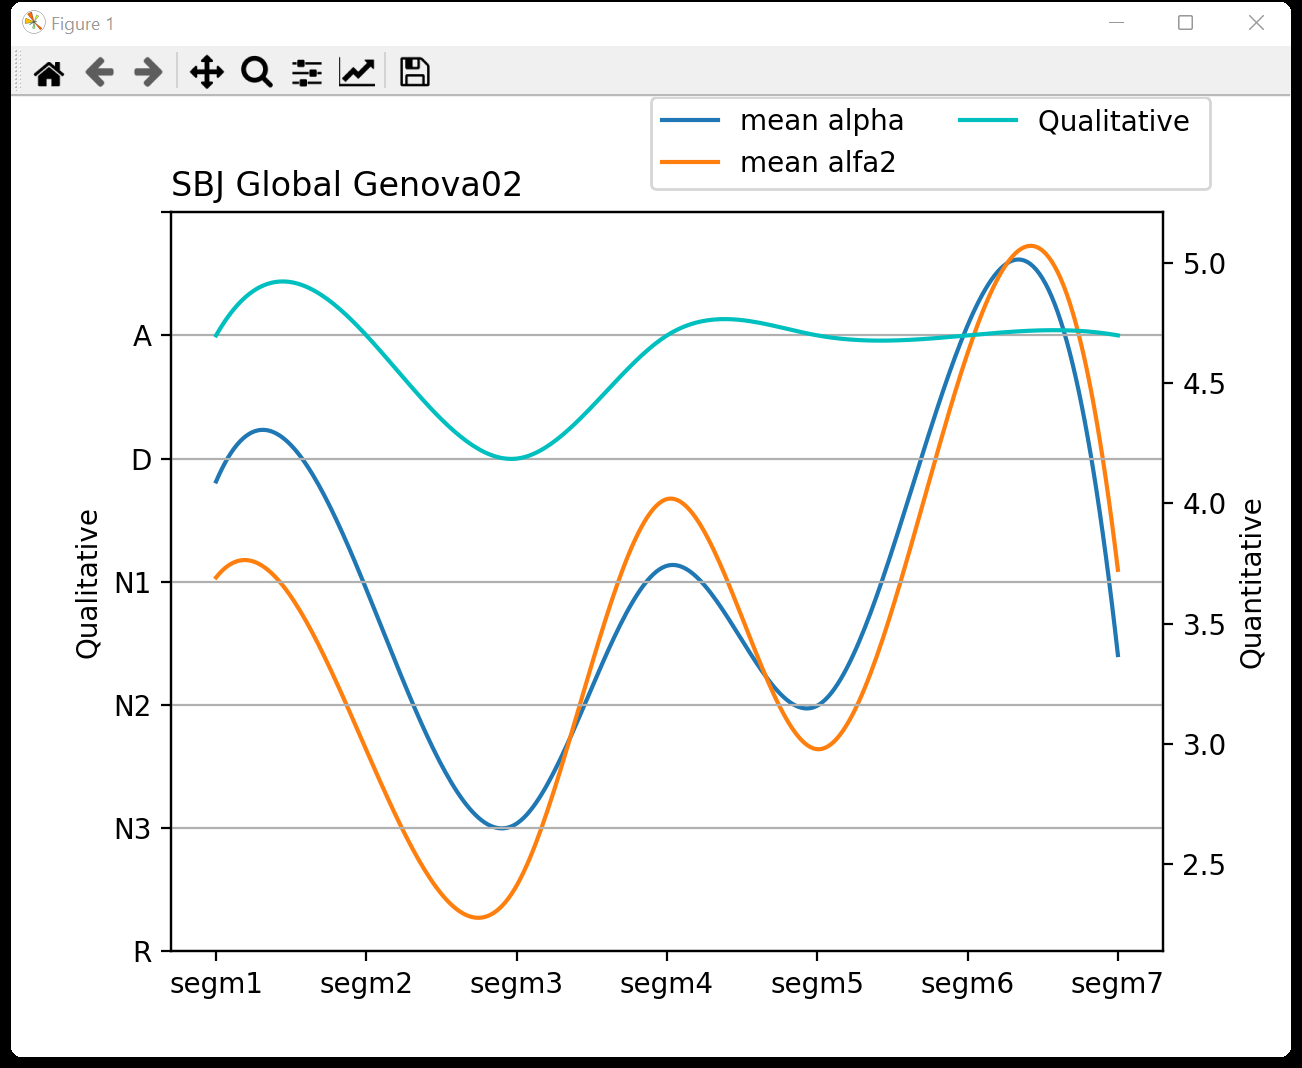 Figure 1
mean alpha
Qualitative
mean alfa2
SBJ Global Genova02
A
D
N1
N2
N3
R
Qualitative
5.0
4.5
4.0
3.5
3.0
2.5
Quantitative
segm1 segm2 segm3 segm4 segm5 segm6 segm7